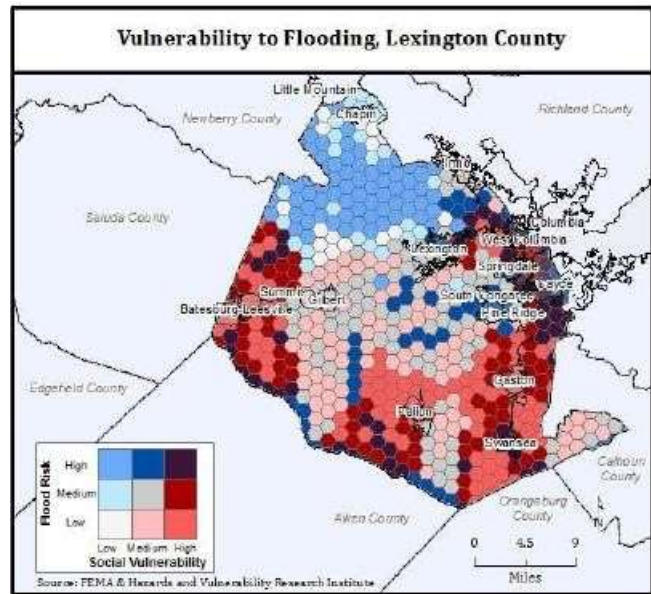 Vulnerability to Flooding, Lexington County
Little Mountain
Chapin
Newberry County
Richland County
Irmo
Saluda County
Columbia
Lexington
West Columbia
Springdale
Cayce
Summit
Gilbert
South Congaree
Batesburg-Leesville
Pine Ridge
Edgefield County
Gaston
Pelion
Swansea
Calhoun County
Orangeburg County
Aiken County
Flood Risk
High
Medium
Low
Low Medium High
Social Vulnerability
N
0 4.5 9
Miles
Source: FEMA & Hazards and Vulnerability Research Institute